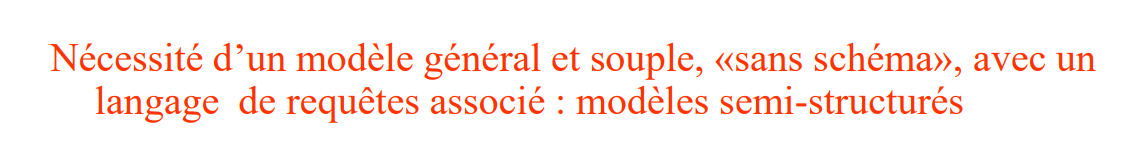 Nécessité d’un modèle général et souple, «sans schéma», avec un
langage  de requêtes associé : modèles semi-structurés